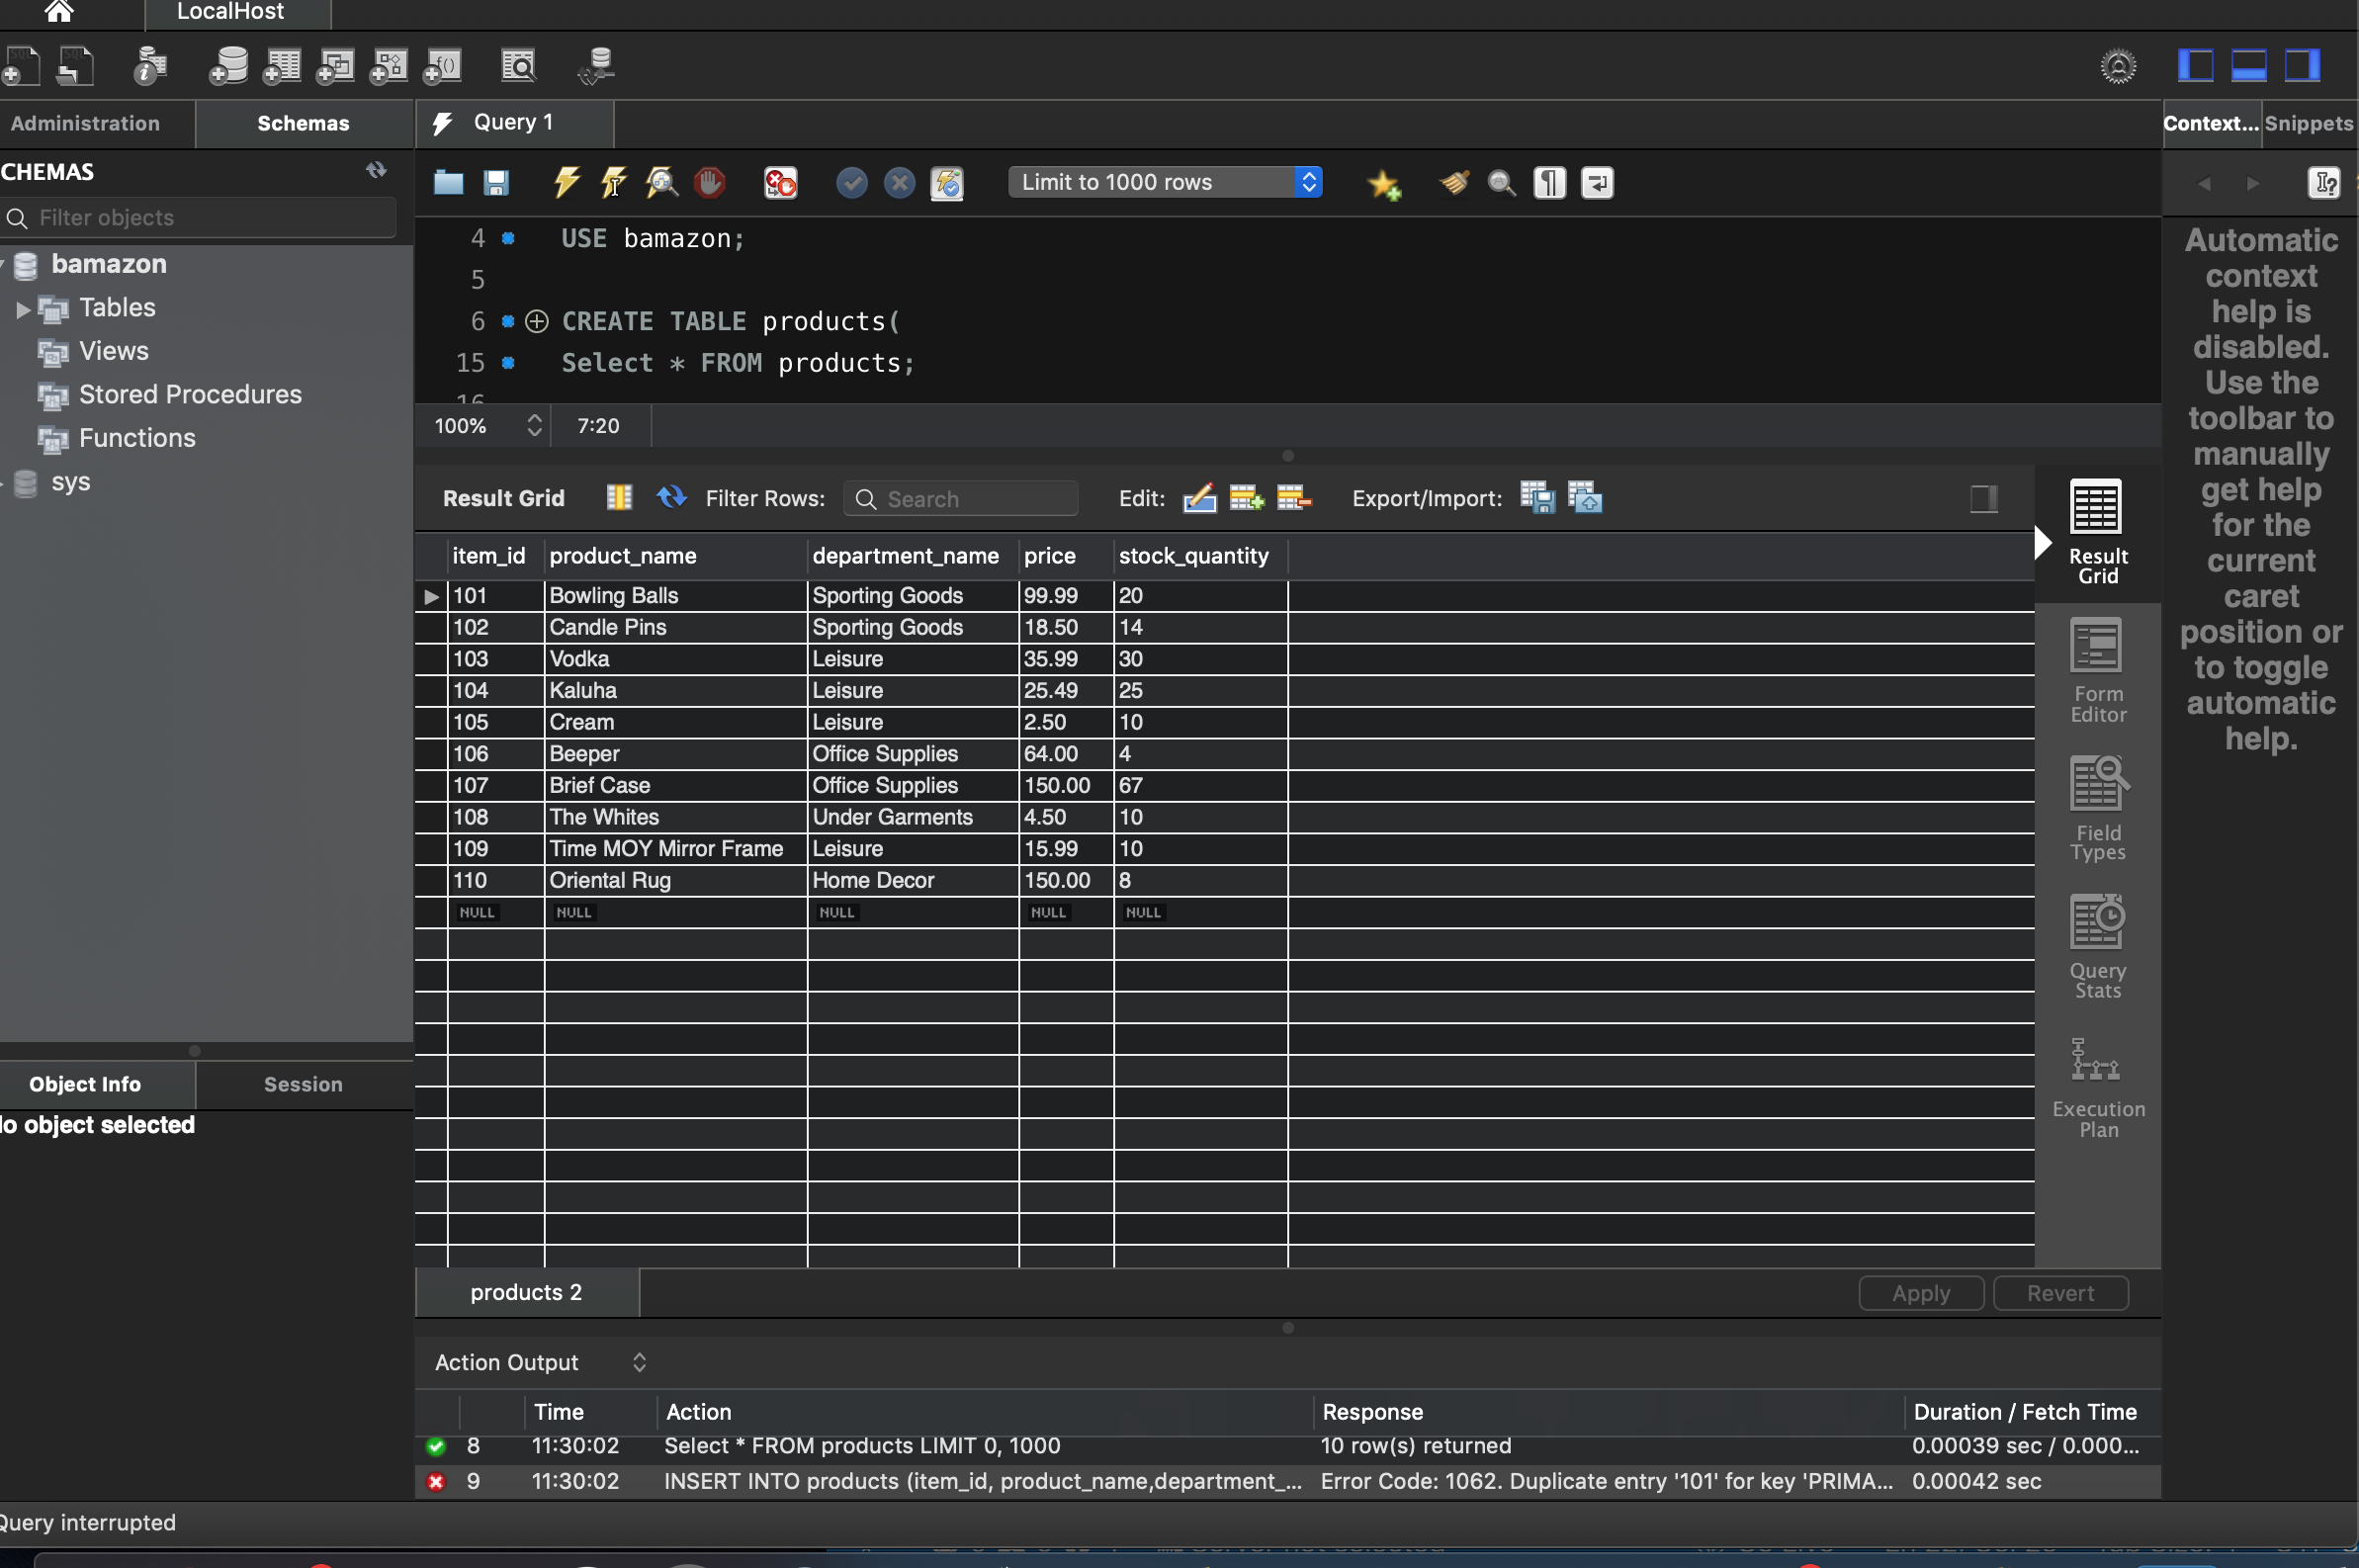 LocalHost
Administration Schemas Query 1 Context... Snippets
CHEMAS
Filter objects
Limit to 1000 rows
bamazon
Tables
Views
Stored Procedures
Functions
sys
4 USE bamazon;
5
6 CREATE TABLE products(
15 Select * FROM products;
16
100% 7:20
Automatic
context
help is
disabled.
Use the
toolbar to
manually
get help
for the
current
caret
position or
to toggle
automatic
help.
Result Grid Filter Rows: Search Edit: Export/Import:
item_id product_name department_name price stock_quantity
101 Bowling Balls Sporting Goods 99.99 20
102 Candle Pins Sporting Goods 18.50 14
103 Vodka Leisure 35.99 30
104 Kaluha Leisure 25.49 25
105 Cream Leisure 2.50 10
106 Beeper Office Supplies 64.00 4
107 Brief Case Office Supplies 150.00 67
108 The Whites Under Garments 4.50 10
109 Time MOY Mirror Frame Leisure 15.99 10
110 Oriental Rug Home Decor 150.00 8
NULL NULL NULL NULL NULL
Result
Grid
Form
Editor
Field
Types
Query
Stats
Execution
Plan
Object Info Session
lo object selected
products 2 Apply Revert
Action Output
Time Action Response Duration / Fetch Time
8 11:30:02 Select * FROM products LIMIT 0, 1000 10 row(s) returned 0.00039 sec / 0.000...
9 11:30:02 INSERT INTO products (item_id, product_name,department_... Error Code: 1062. Duplicate entry '101' for key 'PRIMA... 0.00042 sec
Query interrupted